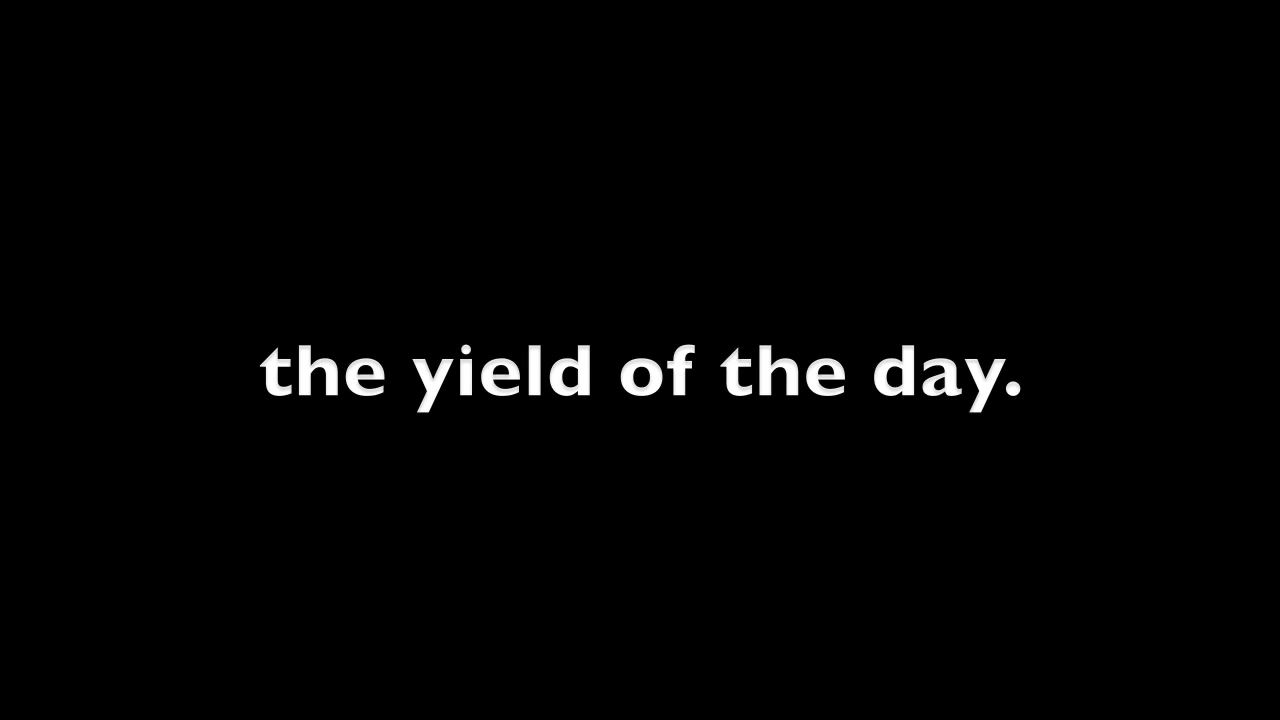 the yield of the day.